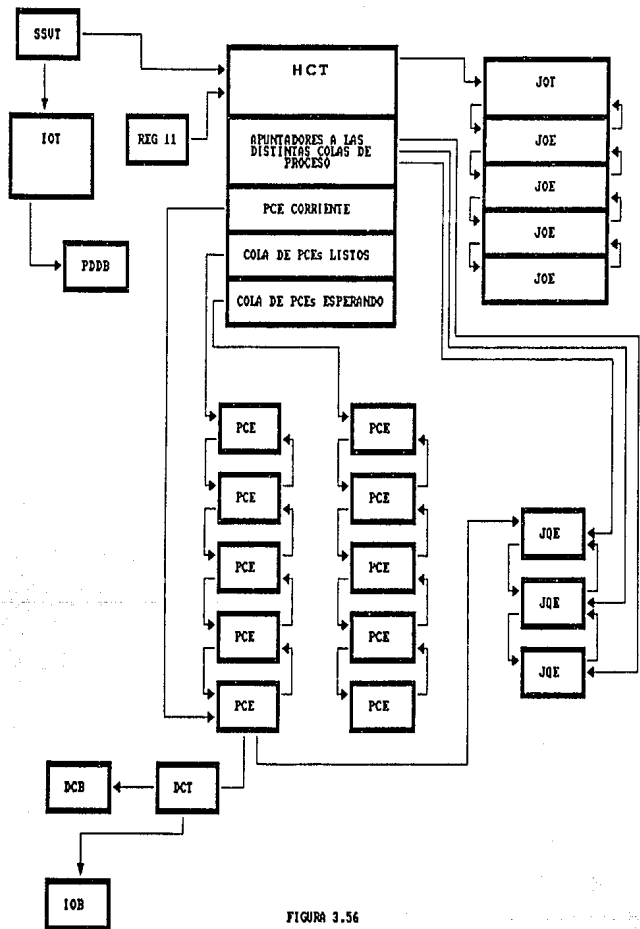 SSVT
HCT
JOT
IOT
REG 11
APUNTADORES A LAS
DISTINTAS COLAS DE
PROCESO
JOE
JOE
PCE CORRIENTE
JOE
PDDB
COLA DE PCEs LISTOS
JOE
COLA DE PCEs ESPERANDO
PCE
PCE
PCE
PCE
JQE
PCE
PCE
JQE
PCE
PCE
JQE
PCE
PCE
DCB
DCT
IOB
FIGURA 3.56